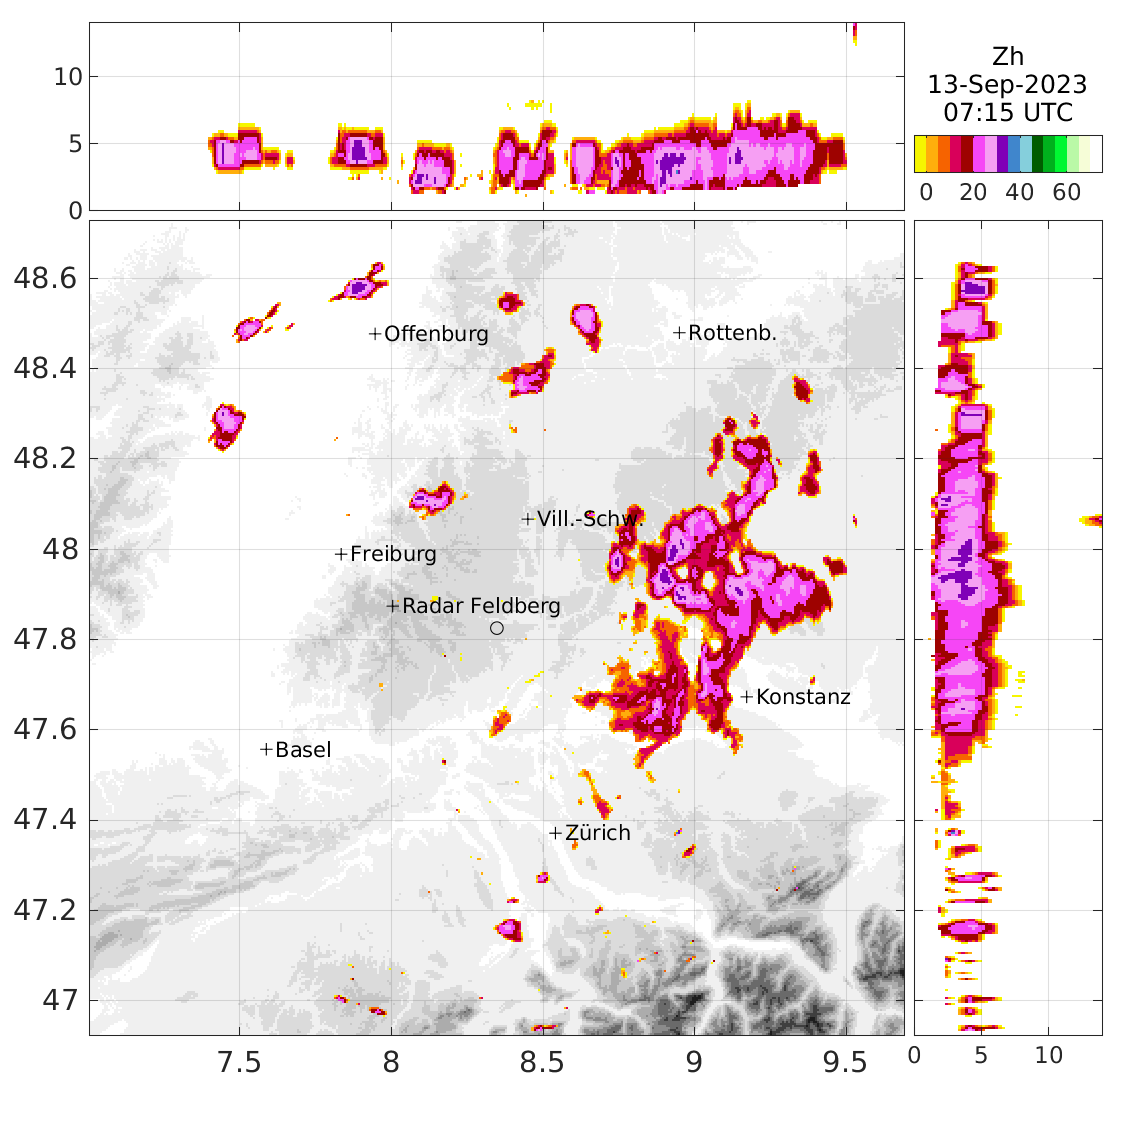 10
5
0
Zh
13-Sep-2023
07:15 UTC
0 20 40 60
48.6
48.4
48.2
48
47.8
47.6
47.4
47.2
47
+Offenburg
+Rottenb.
+Vill.-Schw.
+Freiburg
+Radar Feldberg
+Konstanz
+Basel
+Zürich
7.5 8 8.5 9 9.5
0 5 10